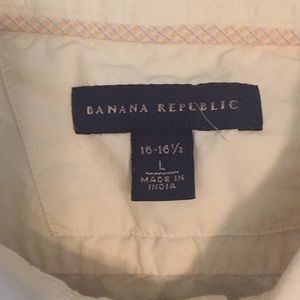 BANANA REPUBLIC
16-16½
L
MADE IN
INDIA